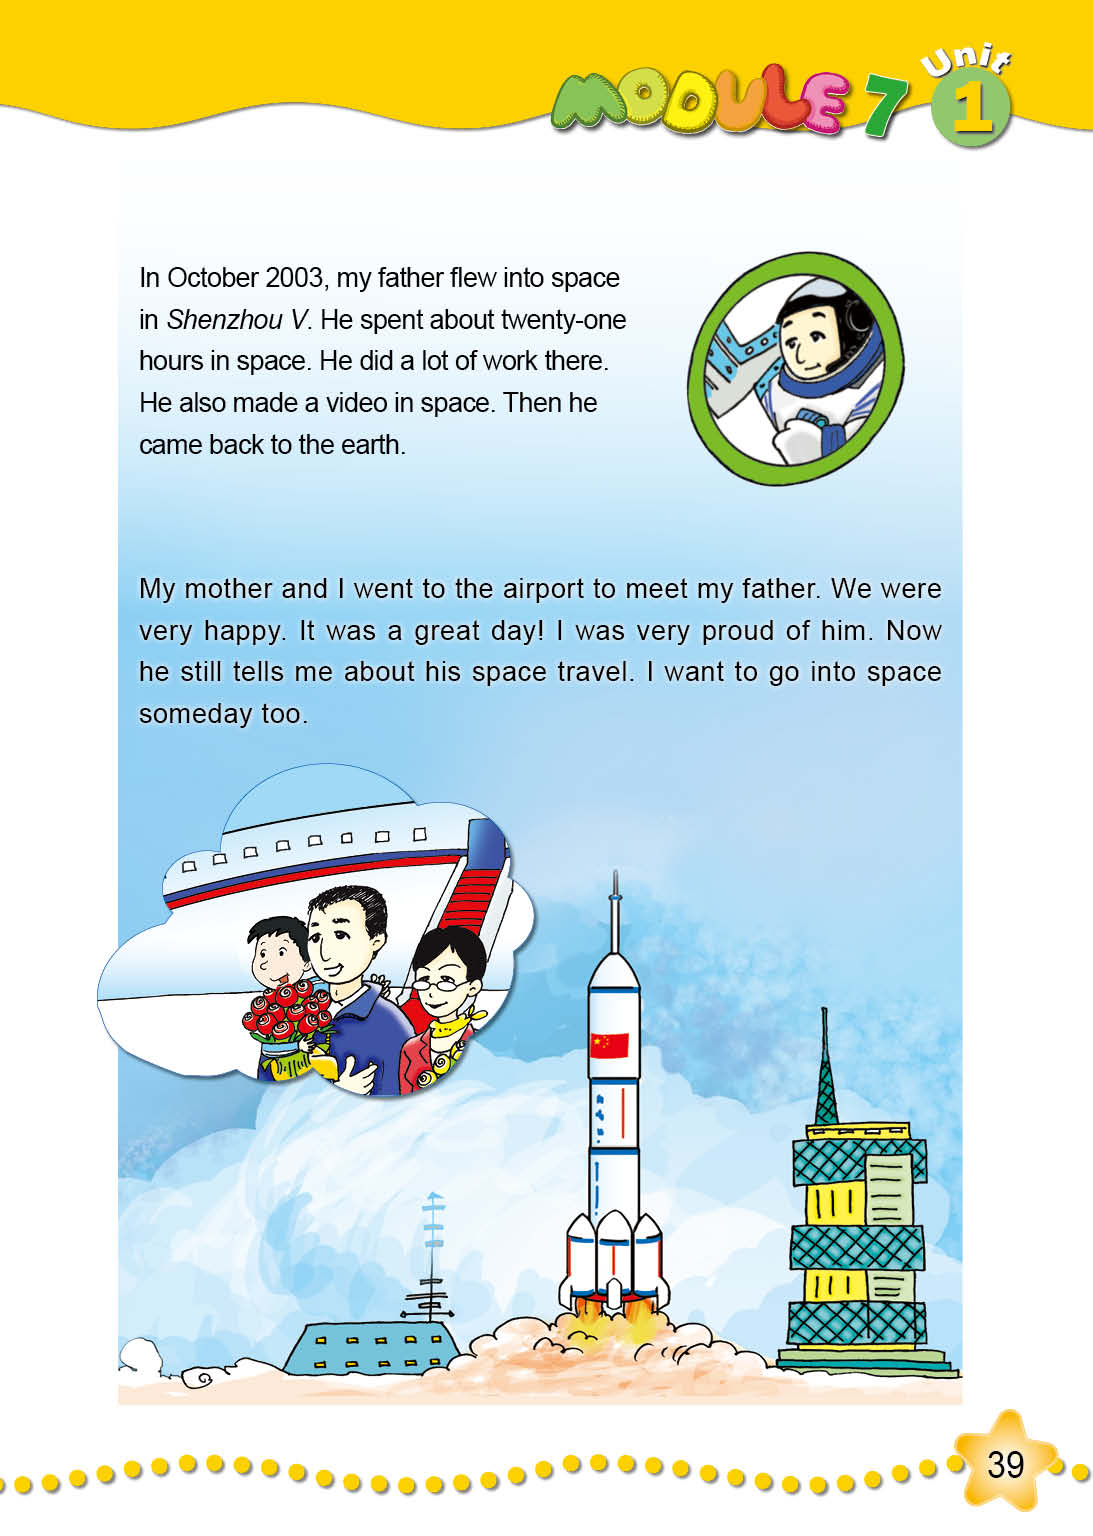 MODULE 7 Unit 1
In October 2003, my father flew into space
in Shenzhou V. He spent about twenty-one
hours in space. He did a lot of work there.
He also made a video in space. Then he
came back to the earth.
My mother and I went to the airport to meet my father. We were
very happy. It was a great day! I was very proud of him. Now
he still tells me about his space travel. I want to go into space
someday too.
39